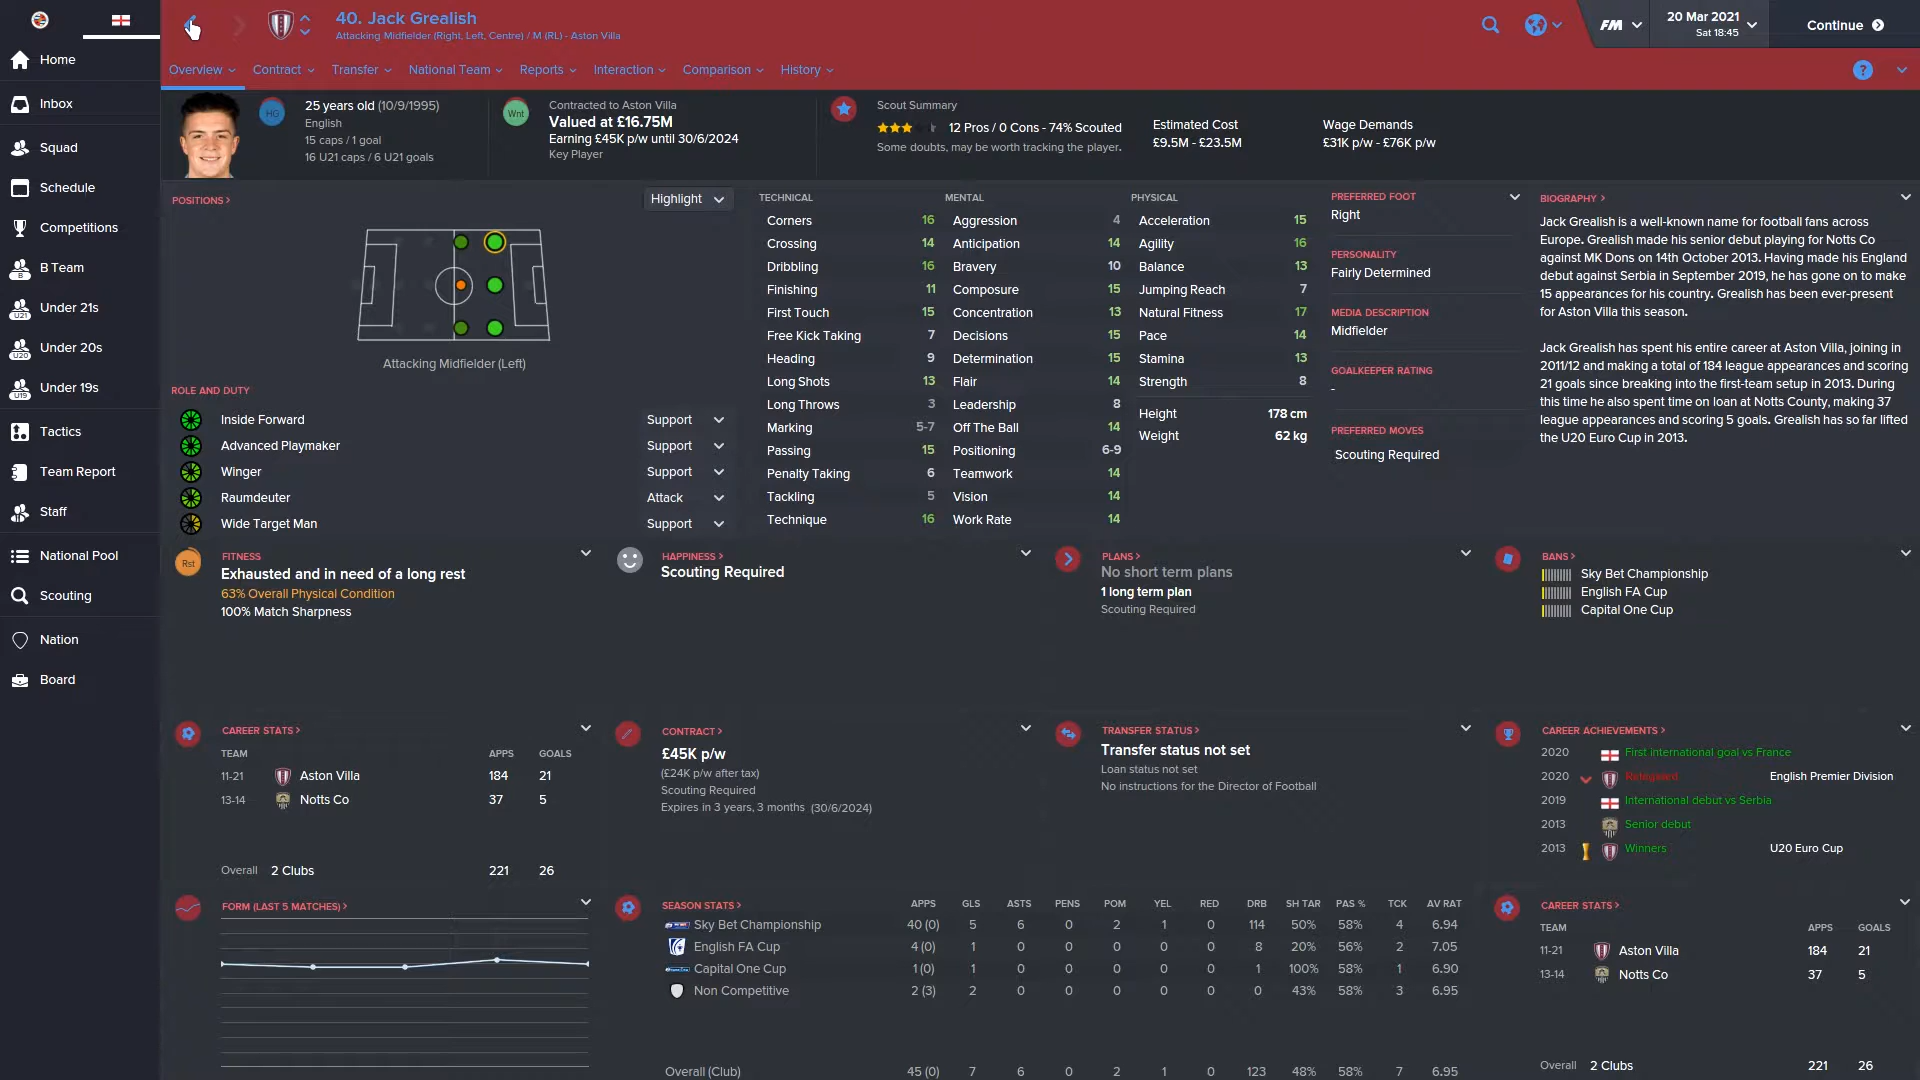 40. Jack Grealish
Attacking Midfielder (Right, Left, Centre) / M (RL) - Aston Villa
FM
20 Mar 2021
Sat 18:45
Continue
Home
Inbox
Squad
Schedule
Competitions
B Team
Under 21s
Under 20s
Under 19s
Tactics
Team Report
Staff
National Pool
Scouting
Nation
Board
Overview
Contract
Transfer
National Team
Reports
Interaction
Comparison
History
?
HG
25 years old (10/9/1995)
English
15 caps / 1 goal
16 U21 caps / 6 U21 goals
Wnt
Contracted to Aston Villa
Valued at £16.75M
Earning £45K p/w until 30/6/2024
Key Player
Scout Summary
12 Pros / 0 Cons - 74% Scouted
Some doubts, may be worth tracking the player.
Estimated Cost
£9.5M - £23.5M
Wage Demands
£31K p/w - £76K p/w
POSITIONS >
Highlight
Attacking Midfielder (Left)
ROLE AND DUTY
Inside Forward Support
Advanced Playmaker Support
Winger Support
Raumdeuter Attack
Wide Target Man Support
TECHNICAL
Corners 16
Crossing 14
Dribbling 16
Finishing 11
First Touch 15
Free Kick Taking 7
Heading 9
Long Shots 13
Long Throws 3
Marking 5-7
Passing 15
Penalty Taking 6
Tackling 5
Technique 16
MENTAL
Aggression 4
Anticipation 14
Bravery 10
Composure 15
Concentration 13
Decisions 15
Determination 15
Flair 14
Leadership 8
Off The Ball 14
Positioning 6-9
Teamwork 14
Vision 14
Work Rate 14
PHYSICAL
Acceleration 15
Agility 16
Balance 13
Jumping Reach 7
Natural Fitness 17
Pace 14
Stamina 13
Strength 8
Height 178 cm
Weight 62 kg
PREFERRED FOOT
Right
PERSONALITY
Fairly Determined
MEDIA DESCRIPTION
Midfielder
GOALKEEPER RATING
-
PREFERRED MOVES
Scouting Required
BIOGRAPHY >
Jack Grealish is a well-known name for football fans across
Europe. Grealish made his senior debut playing for Notts Co
against MK Dons on 14th October 2013. Having made his England
debut against Serbia in September 2019, he has gone on to make
15 appearances for his country. Grealish has been ever-present
for Aston Villa this season.
Jack Grealish has spent his entire career at Aston Villa, joining in
2011/12 and making a total of 184 league appearances and scoring
21 goals since breaking into the first-team setup in 2013. During
this time he also spent time on loan at Notts County, making 37
league appearances and scoring 5 goals. Grealish has so far lifted
the U20 Euro Cup in 2013.
Rst
FITNESS
Exhausted and in need of a long rest
63% Overall Physical Condition
100% Match Sharpness
HAPPINESS >
Scouting Required
PLANS >
No short term plans
1 long term plan
Scouting Required
BANS >
Sky Bet Championship
English FA Cup
Capital One Cup
CAREER STATS >
TEAM APPS GOALS
11-21 Aston Villa 184 21
13-14 Notts Co 37 5
Overall 2 Clubs 221 26
CONTRACT >
£45K p/w
(£24K p/w after tax)
Scouting Required
Expires in 3 years, 3 months (30/6/2024)
TRANSFER STATUS >
Transfer status not set
Loan status not set
No instructions for the Director of Football
CAREER ACHIEVEMENTS >
2020 First international goal vs France
2020 Relegated English Premier Division
2019 International debut vs Serbia
2013 Senior debut
2013 Winners U20 Euro Cup
FORM (LAST 5 MATCHES) >
SEASON STATS > APPS GLS ASTS PENS POM YEL RED DRB SH TAR PAS % TCK AV RAT
Sky Bet Championship 40 (0) 5 6 0 2 1 0 114 50% 58% 4 6.94
English FA Cup 4 (0) 1 0 0 0 0 0 8 20% 56% 2 7.05
Capital One Cup 1 (0) 1 0 0 0 0 0 1 100% 58% 1 6.90
Non Competitive 2 (3) 2 0 0 0 0 0 0 43% 58% 3 6.95
Overall (Club) 45 (0) 7 6 0 2 1 0 123 48% 58% 7 6.95
CAREER STATS >
TEAM APPS GOALS
11-21 Aston Villa 184 21
13-14 Notts Co 37 5
Overall 2 Clubs 221 26